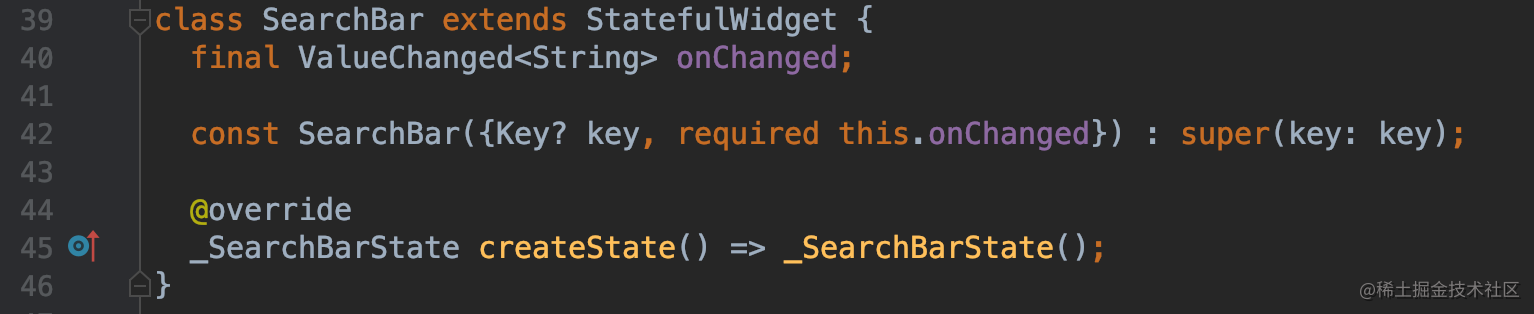 39 class SearchBar extends StatefulWidget {
40 final ValueChanged<String> onChanged;
41
42 const SearchBar({Key? key, required this.onChanged}) : super(key: key);
43
44 @override
45 _SearchBarState createState() => _SearchBarState();
46 }
@稀土掘金技术社区